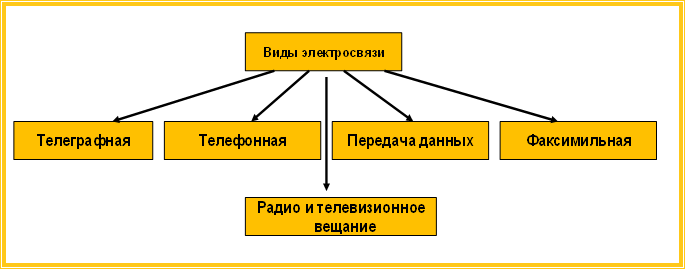 Виды электросвязи
Телеграфная
Телефонная
Передача данных
Факсимильная
Радио и телевизионное
вещание